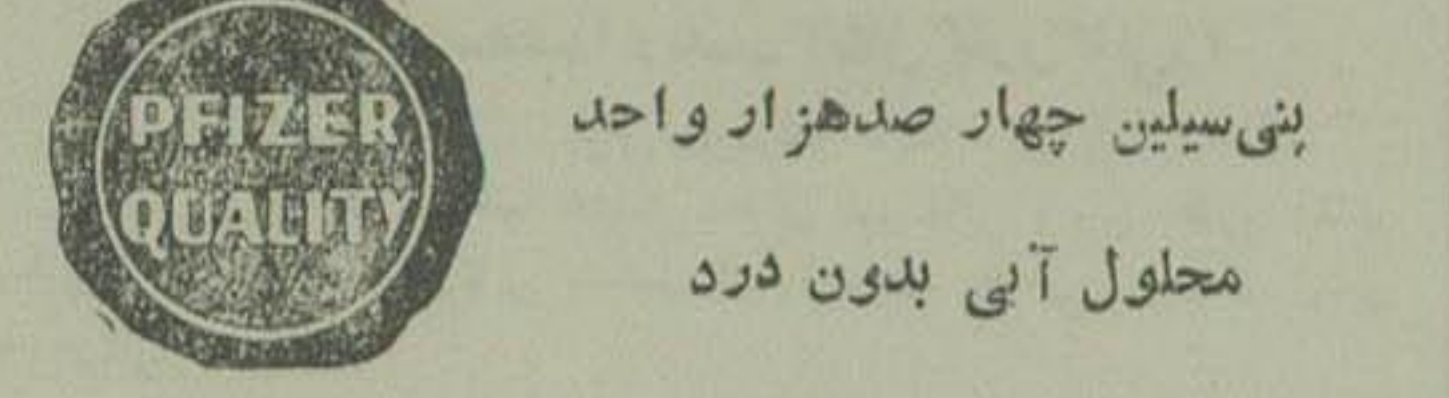 PFIZER
QUALITY
پنی‌سیلین چهار صدهزار واحد
محلول آبی بدون درد